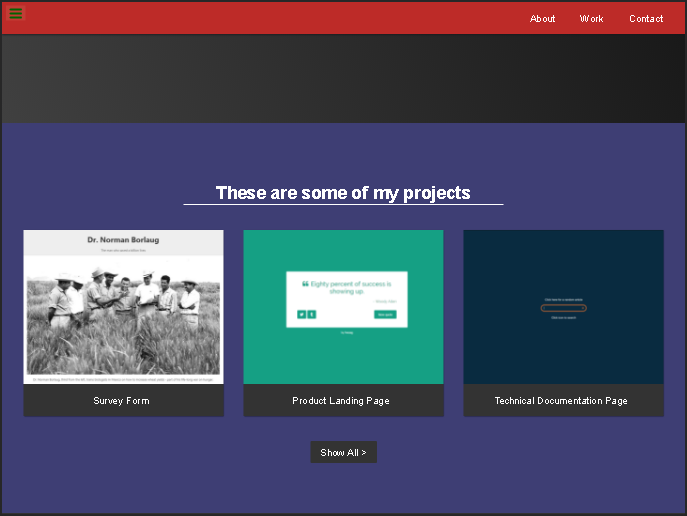 About Work Contact
These are some of my projects
Dr. Norman Borlaug
Eighty percent of success is
showing up.
Survey Form
Product Landing Page
Technical Documentation Page
Show All >